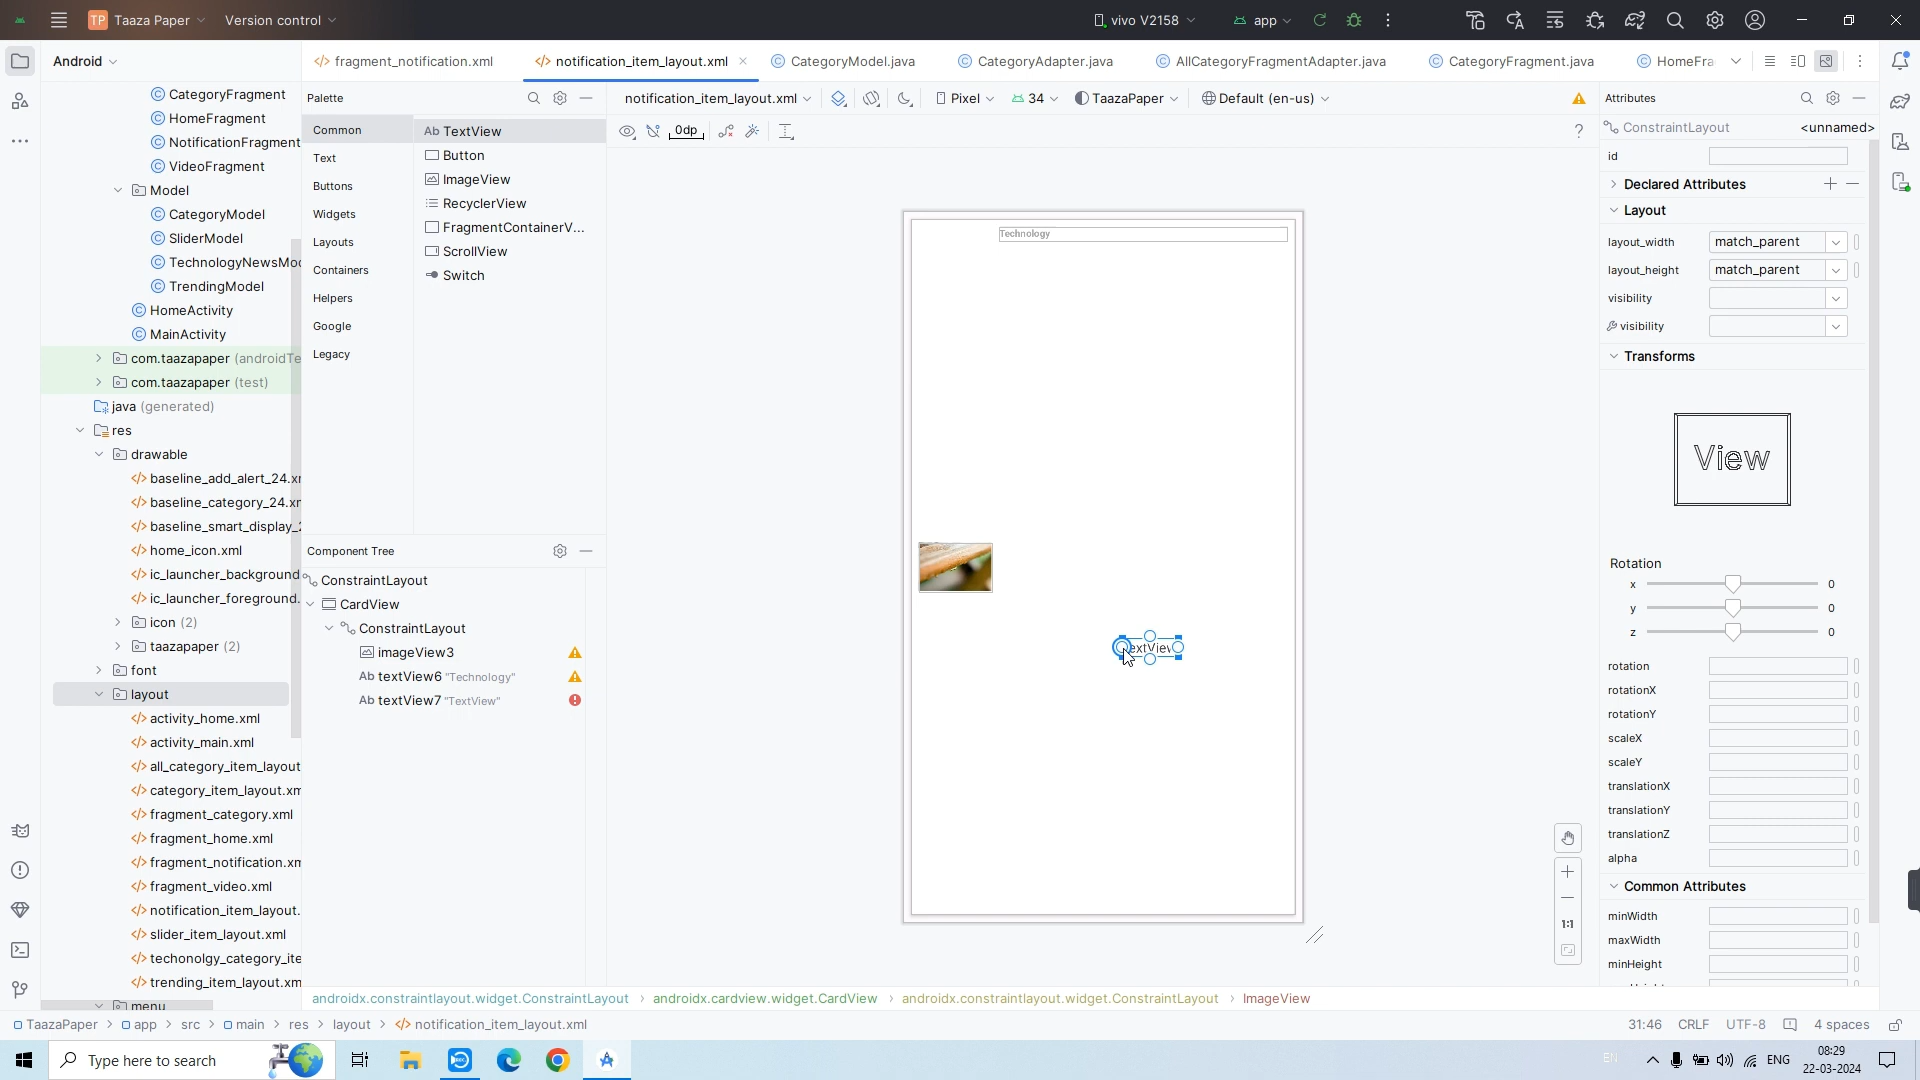 TP Taaza Paper Version control vivo V2158 app
Android
fragment_notification.xml notification_item_layout.xml CategoryModel.java CategoryAdapter.java AllCategoryFragmentAdapter.java CategoryFragment.java HomeFra
CategoryFragment
HomeFragment
NotificationFragment
VideoFragment
Model
CategoryModel
SliderModel
TechnologyNewsMo
TrendingModel
HomeActivity
MainActivity
com.taazapaper (androidTe
com.taazapaper (test)
java (generated)
res
drawable
baseline_add_alert_24.x
baseline_category_24.x
baseline_smart_display_2
home_icon.xml
ic_launcher_background
ic_launcher_foreground.
icon (2)
taazapaper (2)
font
layout
activity_home.xml
activity_main.xml
all_category_item_layout
category_item_layout.xm
fragment_category.xml
fragment_home.xml
fragment_notification.xm
fragment_video.xml
notification_item_layout.
slider_item_layout.xml
techonolgy_category_ite
trending_item_layout.xm
menu
Palette
Common
Text
Buttons
Widgets
Layouts
Containers
Helpers
Google
Legacy
Ab TextView
Button
ImageView
RecyclerView
FragmentContainerV...
ScrollView
Switch
Component Tree
ConstraintLayout
CardView
ConstraintLayout
imageView3
Ab textView6 "Technology"
Ab textView7 "TextView"
notification_item_layout.xml Pixel 34 TaazaPaper Default (en-us)
0dp ?
Technology
1:1
Attributes
ConstraintLayout <unnamed>
id
Declared Attributes
Layout
layout_width match_parent
layout_height match_parent
visibility
visibility
Transforms
View
Rotation
x 0
y 0
z 0
rotation
rotationX
rotationY
scaleX
scaleY
translationX
translationY
translationZ
alpha
Common Attributes
minWidth
maxWidth
minHeight
androidx.constraintlayout.widget.ConstraintLayout androidx.cardview.widget.CardView androidx.constraintlayout.widget.ConstraintLayout ImageView
TaazaPaper app src main res layout notification_item_layout.xml 31:46 CRLF UTF-8 4 spaces
Type here to search EN ENG 08:29
22-03-2024